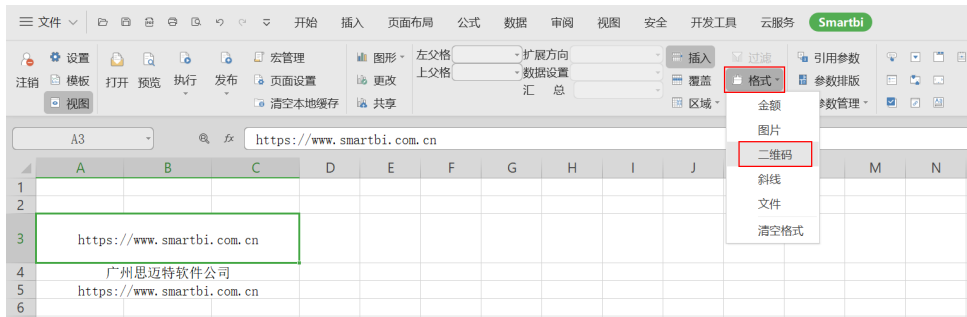 文件 开始 插入 页面布局 公式 数据 审阅 视图 安全 开发工具 云服务 Smartbi
设置 宏管理 图形 左父格 扩展方向 插入 过滤 引用参数
注销 模板 打开 预览 执行 发布 页面设置 更改 上父格 数据设置 覆盖 格式 参数排版
视图 清空本地缓存 共享 汇 总 区域 参数管理
金额
图片
二维码
斜线
文件
清空格式
A3 fx https://www.smartbi.com.cn
A B C D E F G H I J M N
1
2
3 https://www.smartbi.com.cn
4 广州思迈特软件公司
5 https://www.smartbi.com.cn
6